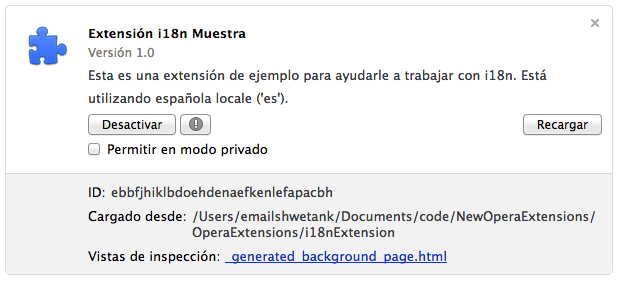 Extensión i18n Muestra
Versión 1.0
Esta es una extensión de ejemplo para ayudarle a trabajar con i18n. Está
utilizando española locale ('es').
Desactivar
Recargar
Permitir en modo privado
ID: ebbfjhiklbdoehdenaefkenlefapacbh
Cargado desde: /Users/emailshwetank/Documents/code/NewOperaExtensions/
OperaExtensions/i18nExtension
Vistas de inspección: _generated_background_page.html